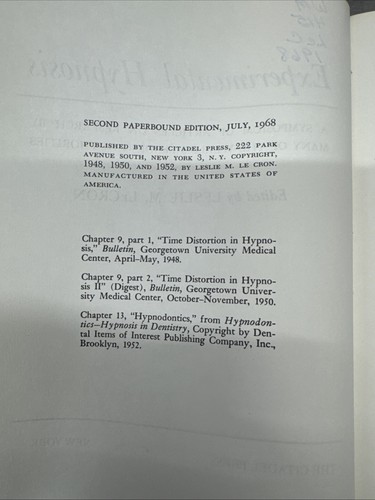 SECOND PAPERBOUND EDITION, JULY, 1968
PUBLISHED BY THE CITADEL PRESS, 222 PARK
AVENUE SOUTH, NEW YORK 3, N. Y. COPYRIGHT,
1948, 1950, AND 1952, BY LESLIE M. LE CRON.
MANUFACTURED IN THE UNITED STATES OF
AMERICA.
Chapter 9, part 1, "Time Distortion in Hypno-
sis," Bulletin, Georgetown University Medical
Center, April–May, 1948.
Chapter 9, part 2, "Time Distortion in Hypno-
sis II" (Digest), Bulletin, Georgetown Univer-
sity Medical Center, October–November, 1950.
Chapter 13, "Hypnodontics," from Hypnodon-
tics–Hypnosis in Dentistry, Copyright by Den-
tal Items of Interest Publishing Company, Inc.,
Brooklyn, 1952.